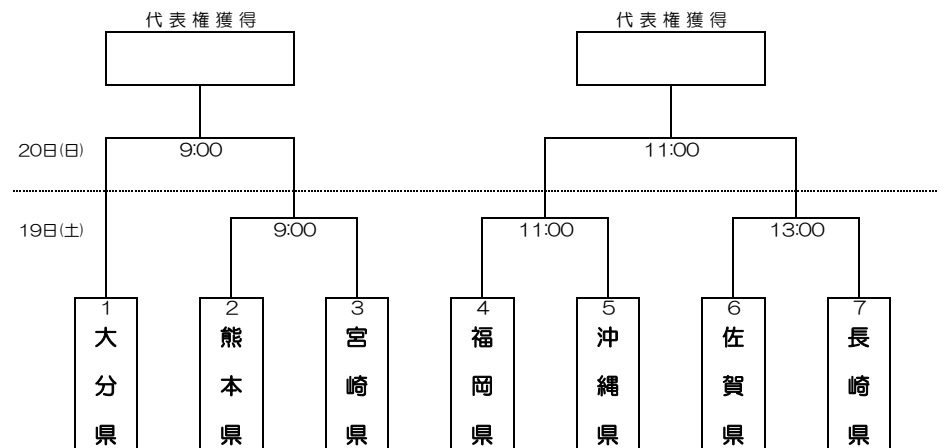 代表権獲得 代表権獲得
20日(日) 9:00 11:00
19日(土) 9:00 11:00 13:00
1 2 3 4 5 6 7
大分県
熊本県
宮崎県
福岡県
沖縄県
佐賀県
長崎県